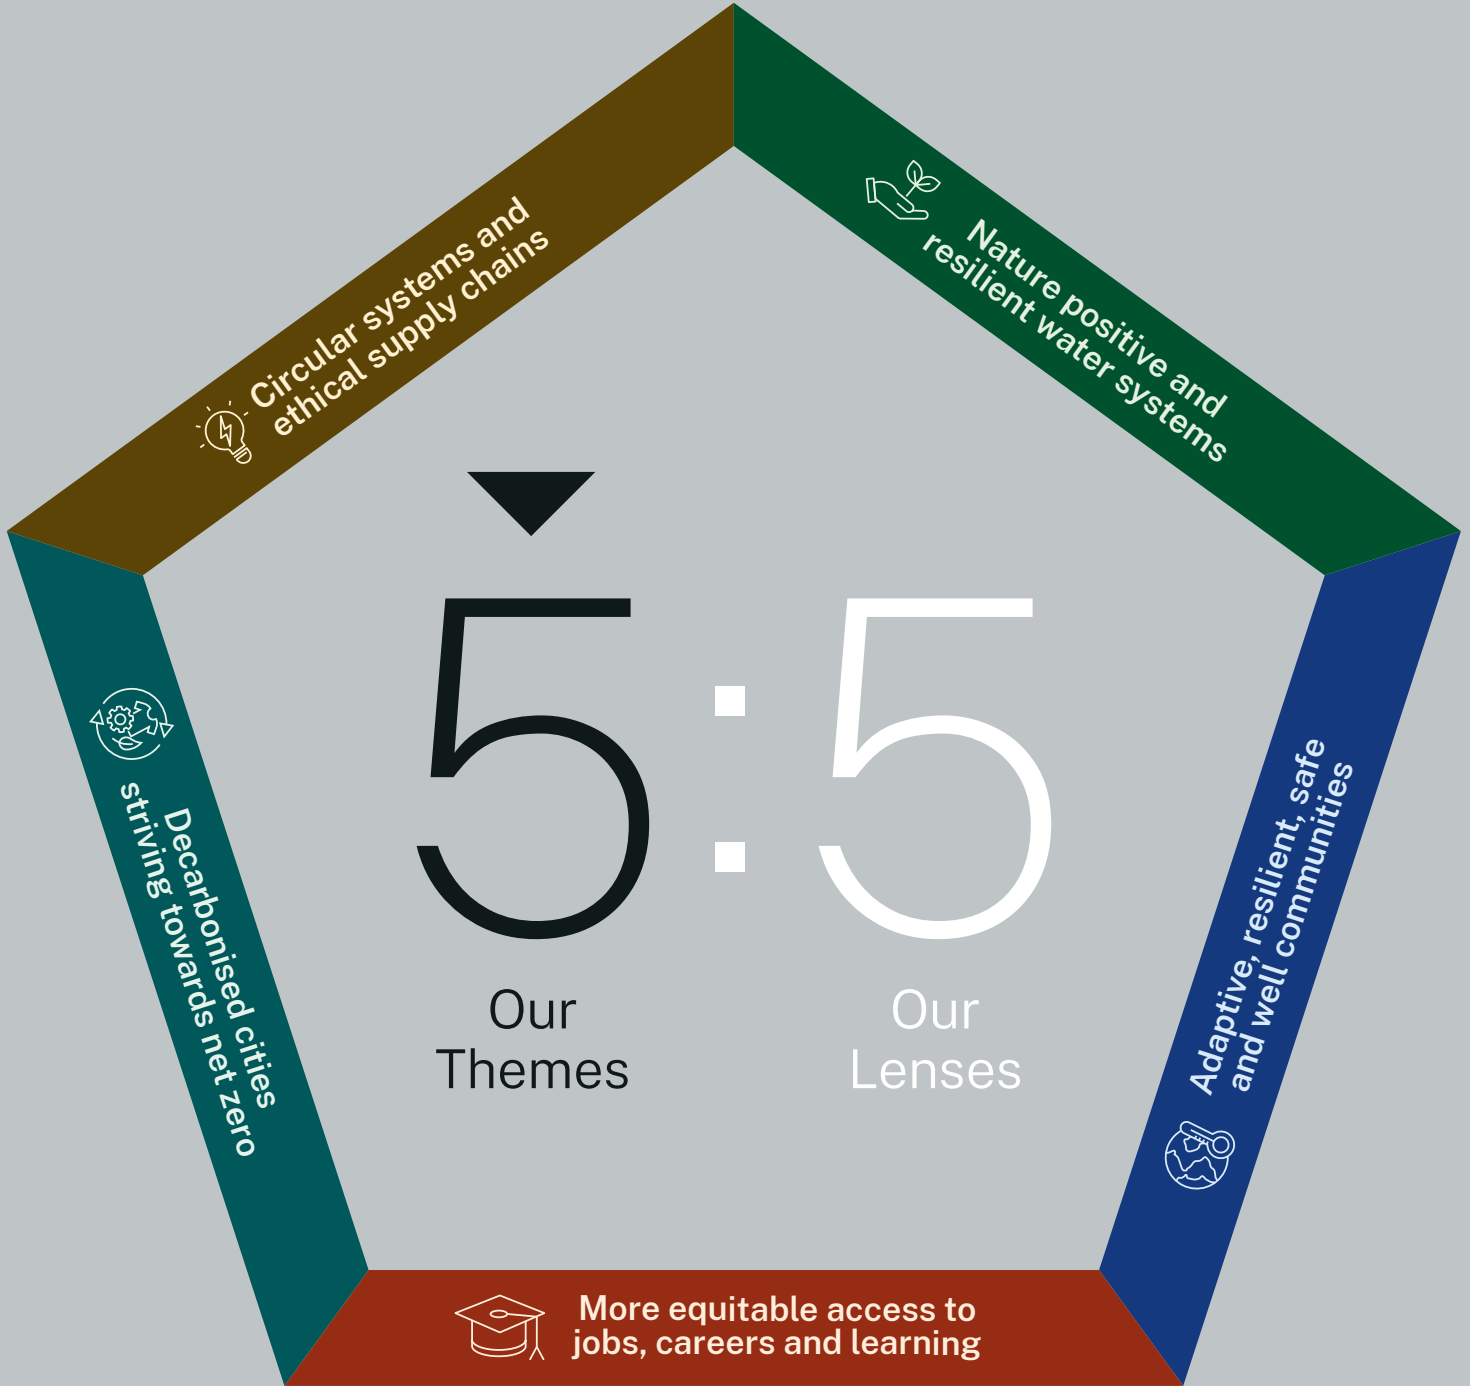 Circular systems and
ethical supply chains
Nature positive and
resilient water systems
Decarbonised cities
striving towards net zero
5:5
Our
Themes
Our
Lenses
Adaptive, resilient, safe
and well communities
More equitable access to
jobs, careers and learning